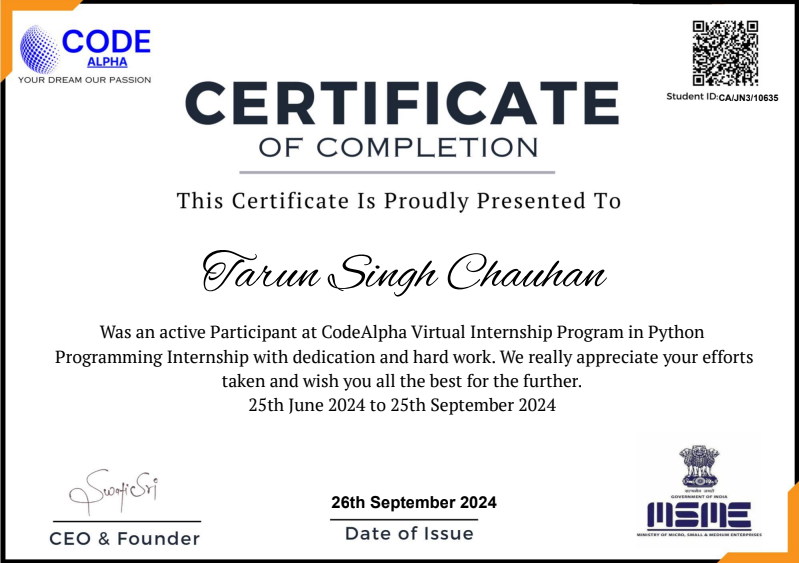 CODE
ALPHA
YOUR DREAM OUR PASSION
Student ID:CA/JN3/10635
CERTIFICATE
OF COMPLETION
This Certificate Is Proudly Presented To
Tarun Singh Chauhan
Was an active Participant at CodeAlpha Virtual Internship Program in Python
Programming Internship with dedication and hard work. We really appreciate your efforts
taken and wish you all the best for the further.
25th June 2024 to 25th September 2024
CEO & Founder
26th September 2024
Date of Issue
सत्यमेव जयते
GOVERNMENT OF INDIA
MSME
MINISTRY OF MICRO, SMALL & MEDIUM ENTERPRISES